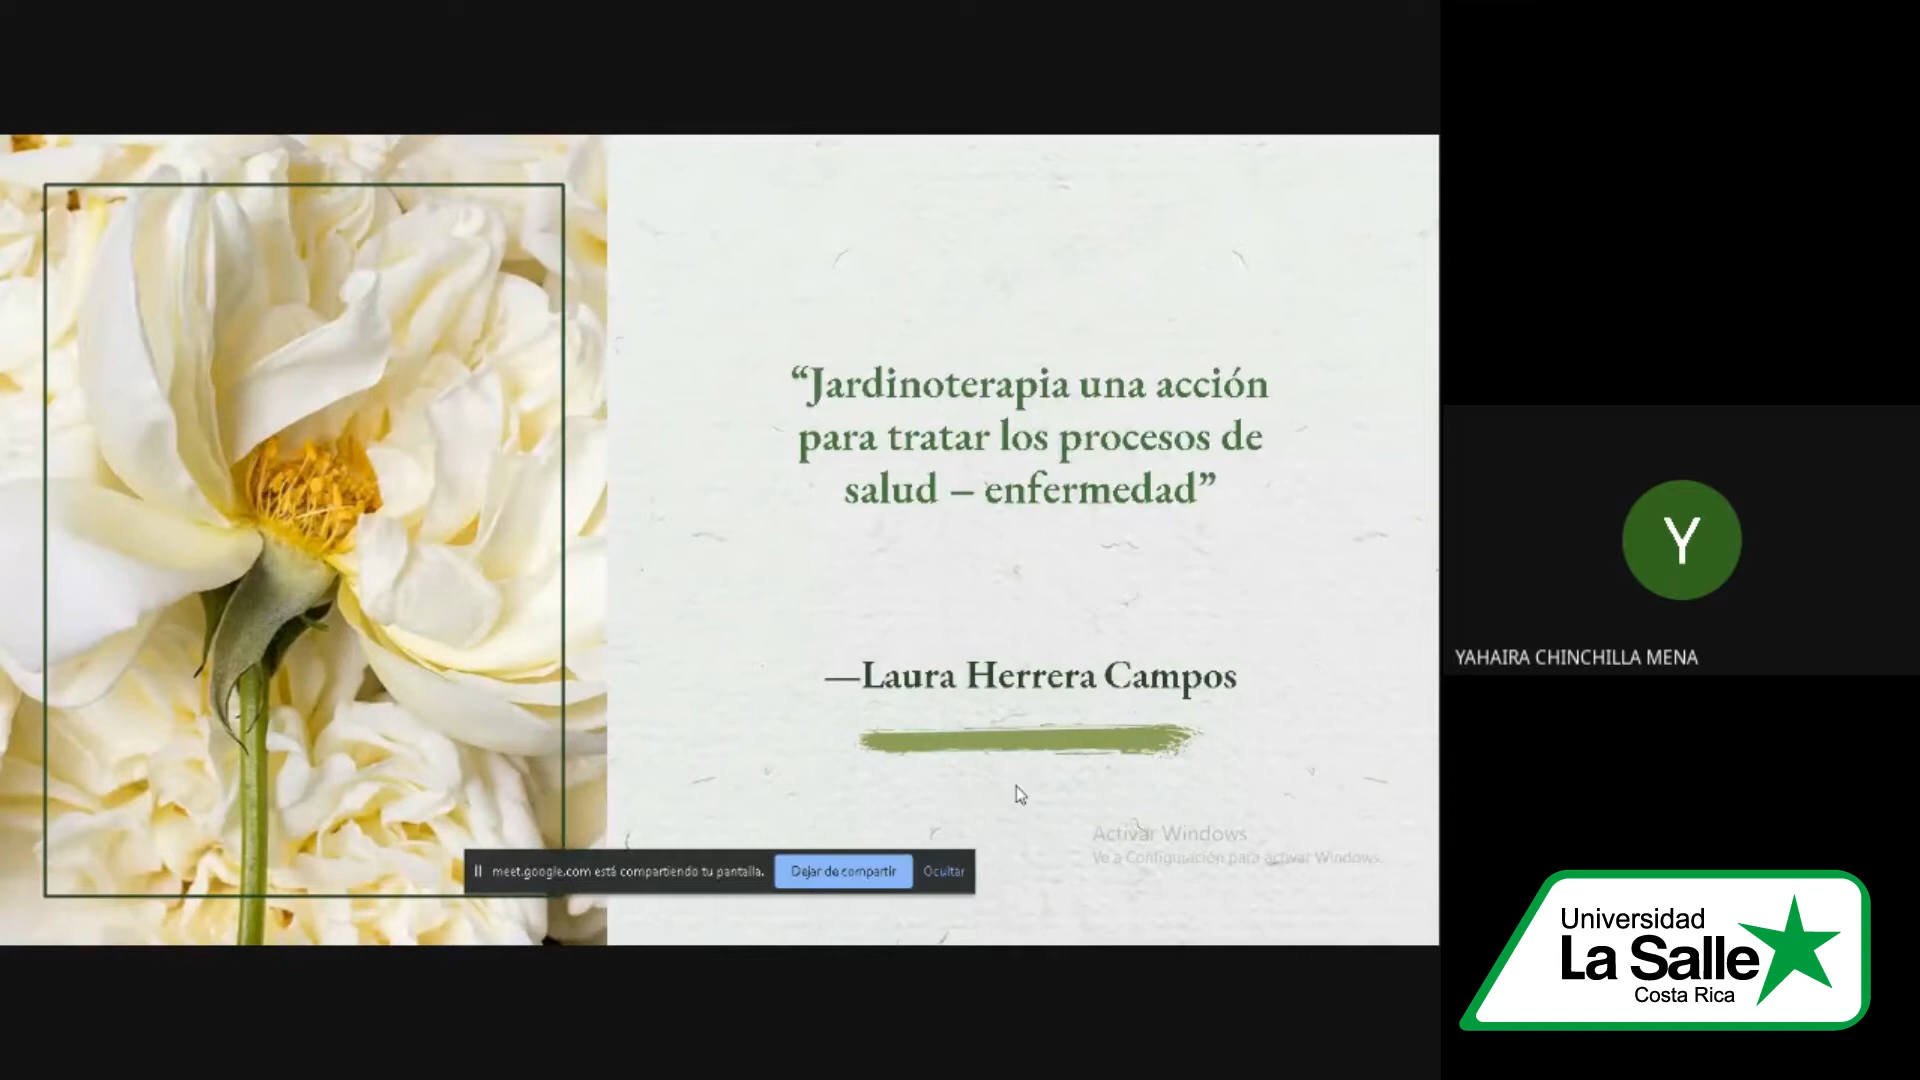 “Jardinoterapia una acción
para tratar los procesos de
salud – enfermedad”
—Laura Herrera Campos
Activar Windows
Ve a Configuración para activar Windows.
meet.google.com está compartiendo tu pantalla.
Dejar de compartir
Ocultar
Y
YAHAIRA CHINCHILLA MENA
Universidad
La Salle
Costa Rica